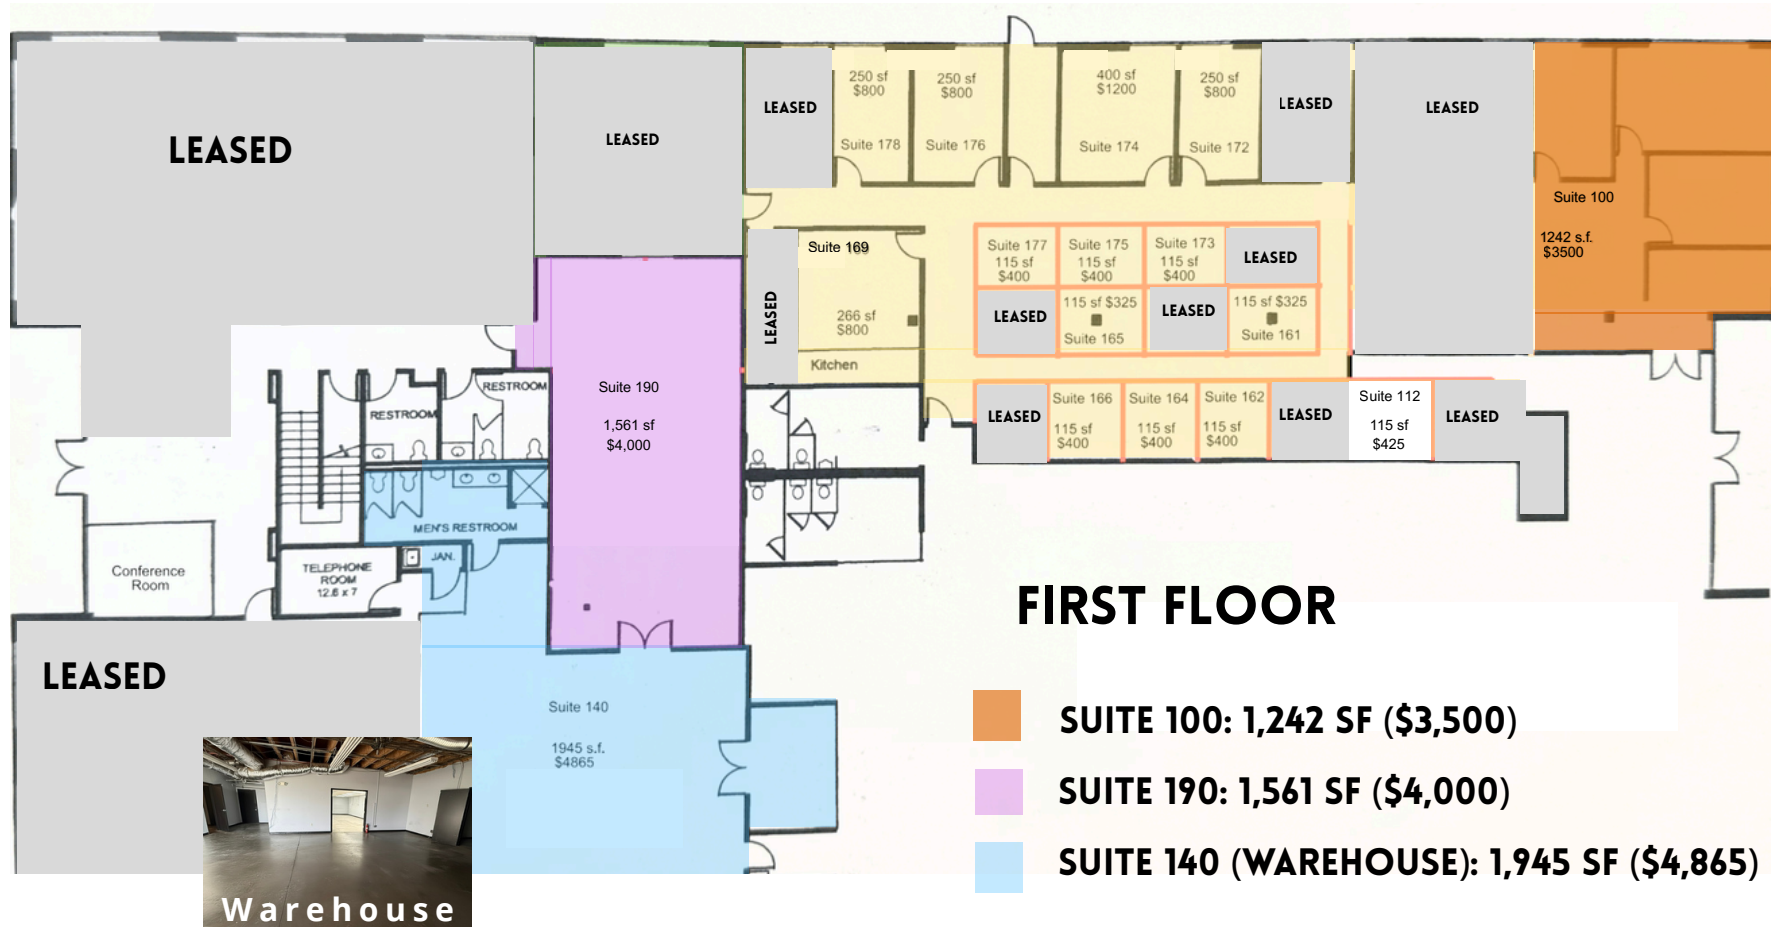 LEASED
LEASED
LEASED
250 sf
$800
Suite 178
250 sf
$800
Suite 176
400 sf
$1200
Suite 174
250 sf
$800
Suite 172
LEASED
LEASED
Suite 100
1242 s.f.
$3500
LEASED
Suite 169
266 sf
$800
Kitchen
Suite 177
115 sf
$400
Suite 175
115 sf
$400
Suite 173
115 sf
$400
LEASED
LEASED
115 sf $325
Suite 165
LEASED
115 sf $325
Suite 161
LEASED
Suite 166
115 sf
$400
Suite 164
115 sf
$400
Suite 162
115 sf
$400
LEASED
Suite 112
115 sf
$425
LEASED
Suite 190
1,561 sf
$4,000
RESTROOM
RESTROOM
MEN'S RESTROOM
JAN.
TELEPHONE
ROOM
12.6 x 7
Conference
Room
LEASED
Suite 140
1945 s.f.
$4865
Warehouse
FIRST FLOOR
SUITE 100: 1,242 SF ($3,500)
SUITE 190: 1,561 SF ($4,000)
SUITE 140 (WAREHOUSE): 1,945 SF ($4,865)